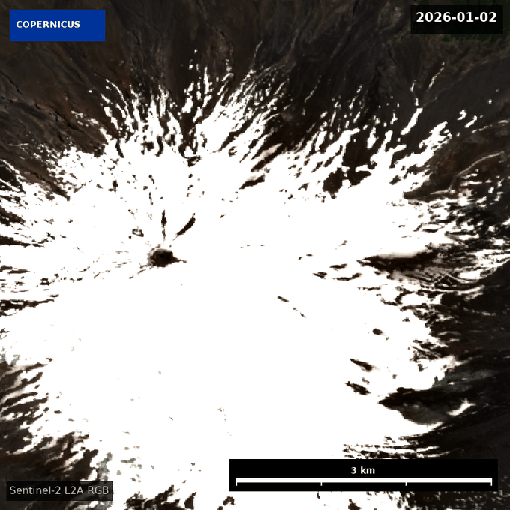 COPERNICUS
2026-01-02
3 km
Sentinel-2 L2A RGB